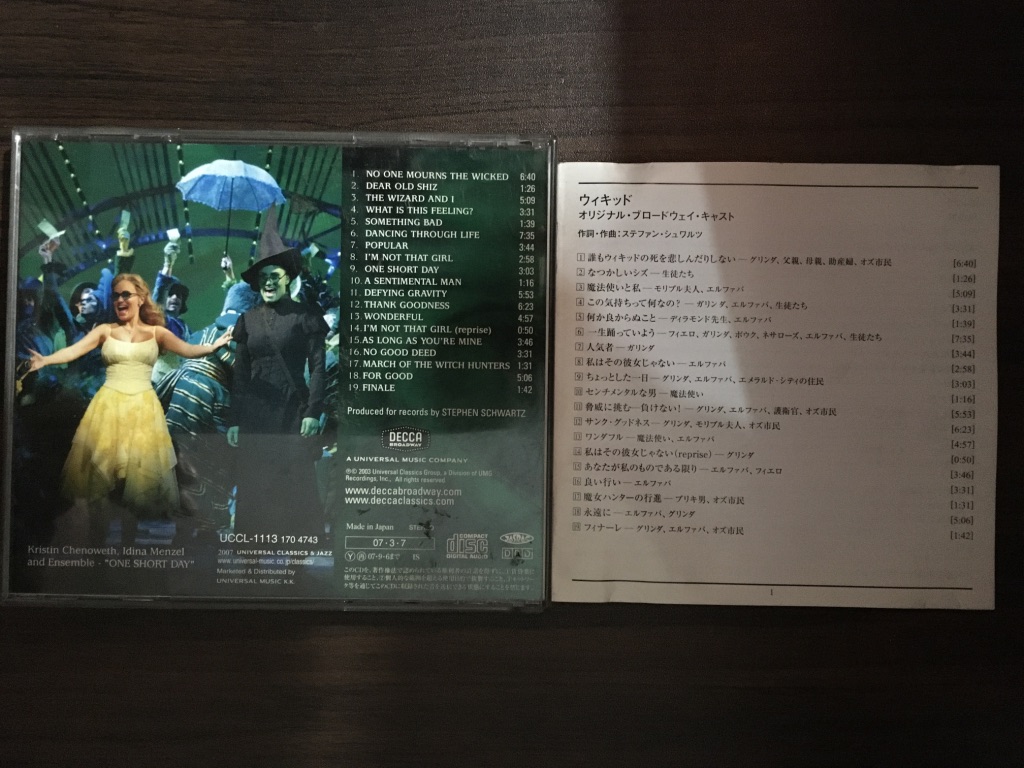 1. NO ONE MOURNS THE WICKED 6:40
2. DEAR OLD SHIZ 1:26
3. THE WIZARD AND I 5:09
4. WHAT IS THIS FEELING? 3:31
5. SOMETHING BAD 1:39
6. DANCING THROUGH LIFE 7:35
7. POPULAR 3:44
8. I'M NOT THAT GIRL 2:58
9. ONE SHORT DAY 3:03
10. A SENTIMENTAL MAN 1:16
11. DEFYING GRAVITY 5:53
12. THANK GOODNESS 6:23
13. WONDERFUL 4:57
14. I'M NOT THAT GIRL (reprise) 0:50
15. AS LONG AS YOU'RE MINE 3:46
16. NO GOOD DEED 3:31
17. MARCH OF THE WITCH HUNTERS 1:31
18. FOR GOOD 5:06
19. FINALE 1:42
Produced for records by STEPHEN SCHWARTZ
DECCA
BROADWAY
A UNIVERSAL MUSIC COMPANY
℗© 2003 Universal Classics Group, a Division of UMG
Recordings, Inc., All rights reserved
www.deccabroadway.com
www.deccaclassics.com
Made in Japan
07・3・7
COMPACT
disc
DIGITAL AUDIO
Kristin Chenoweth, Idina Menzel
and Ensemble - "ONE SHORT DAY"
UCCL-1113 170 4743
2007 UNIVERSAL CLASSICS & JAZZ
www.universal-music.co.jp/classics/
Marketed & Distributed by
UNIVERSAL MUSIC K.K.
ウィキッド
オリジナル・ブロードウェイ・キャスト
作詞・作曲：ステファン・シュワルツ
1 誰もウィキッドの死を悲しんだりしない ― グリンダ、父親、母親、助産婦、オズ市民 [6:40]
2 なつかしいシズ ― 生徒たち [1:26]
3 魔法使いと私 ― モリブル夫人、エルファバ [5:09]
4 この気持ちって何なの？ ― ガリンダ、エルファバ、生徒たち [3:31]
5 何か良からぬこと ― ディラモンド先生、エルファバ [1:39]
6 一生踊っていよう ― フィエロ、ガリンダ、ボウク、ネサローズ、エルファバ、生徒たち [7:35]
7 人気者 ― ガリンダ [3:44]
8 私はその彼女じゃない ― エルファバ [2:58]
9 ちょっとした一日 ― グリンダ、エルファバ、エメラルド・シティの住民 [3:03]
10 センチメンタルな男 ― 魔法使い [1:16]
11 脅威に挑む―負けない！ ― グリンダ、エルファバ、護衛官、オズ市民 [5:53]
12 サンク・グッドネス ― グリンダ、モリブル夫人、オズ市民 [6:23]
13 ワンダフル ― 魔法使い、エルファバ [4:57]
14 私はその彼女じゃない(reprise) ― グリンダ [0:50]
15 あなたが私のものである限り ― エルファバ、フィエロ [3:46]
16 良い行い ― エルファバ [3:31]
17 魔女ハンターの行進 ― ブリキ男、オズ市民 [1:31]
18 永遠に ― エルファバ、グリンダ [5:06]
19 フィナーレ ― グリンダ、エルファバ、オズ市民 [1:42]
1